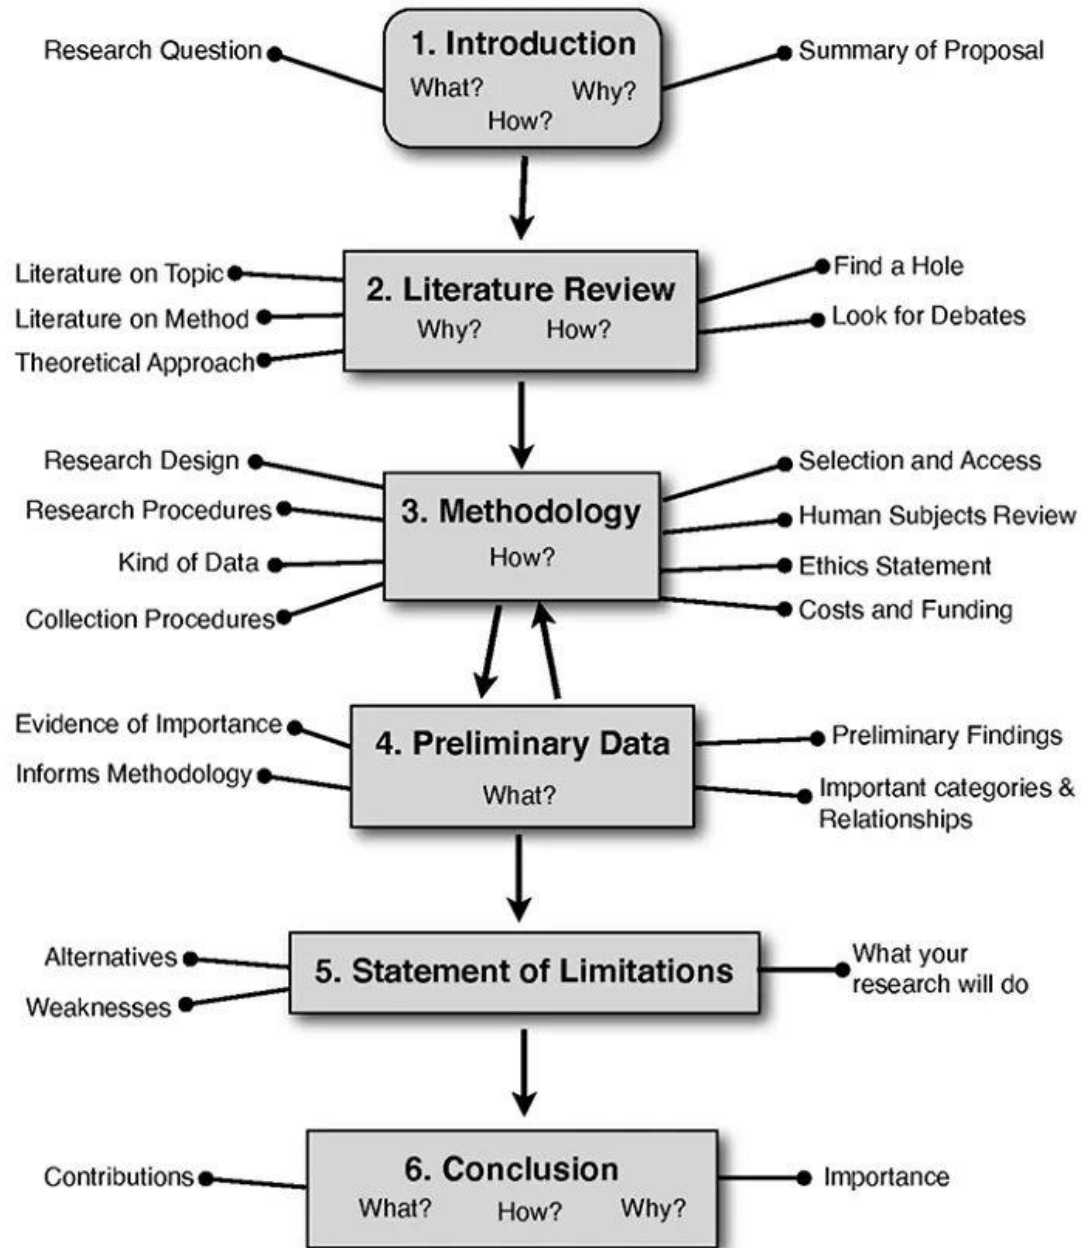 1. Introduction
Research Question
Summary of Proposal
What?
Why?
How?
2. Literature Review
Why?
How?
Literature on Topic
Literature on Method
Theoretical Approach
Find a Hole
Look for Debates
3. Methodology
How?
Research Design
Research Procedures
Kind of Data
Collection Procedures
Selection and Access
Human Subjects Review
Ethics Statement
Costs and Funding
4. Preliminary Data
What?
Evidence of Importance
Informs Methodology
Preliminary Findings
Important categories &
Relationships
5. Statement of Limitations
Alternatives
Weaknesses
What your
research will do
6. Conclusion
What?
How?
Why?
Contributions
Importance